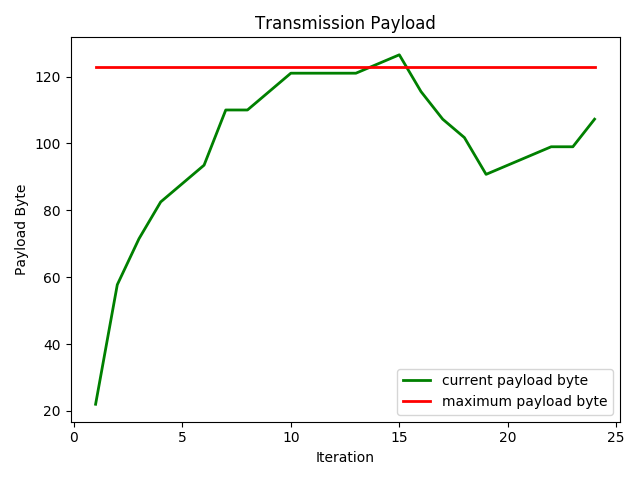 Transmission Payload
Payload Byte
120
100
80
60
40
20
0
5
10
15
20
25
Iteration
current payload byte
maximum payload byte